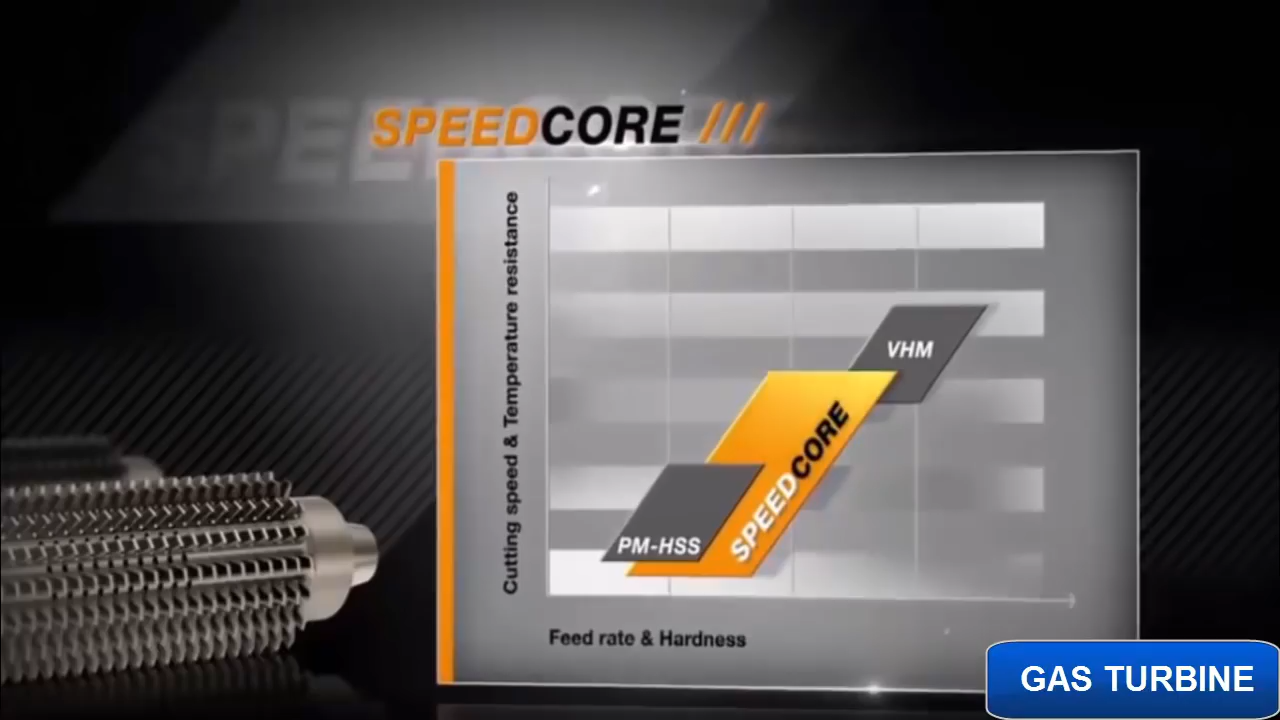 SPEEDCORE ///
Cutting speed & Temperature resistance
VHM
SPEEDCORE
PM-HSS
Feed rate & Hardness
GAS TURBINE